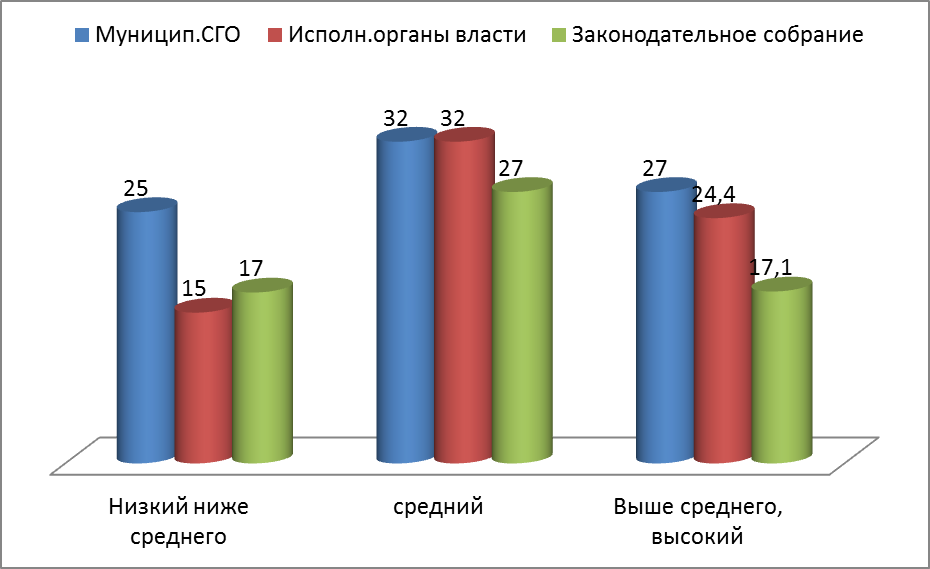 Муницип.СГО Исполн.органы власти Законодательное собрание
32 32
25 27 27
24,4
15 17 17,1
Низкий ниже среднего средний Выше среднего,
высокий